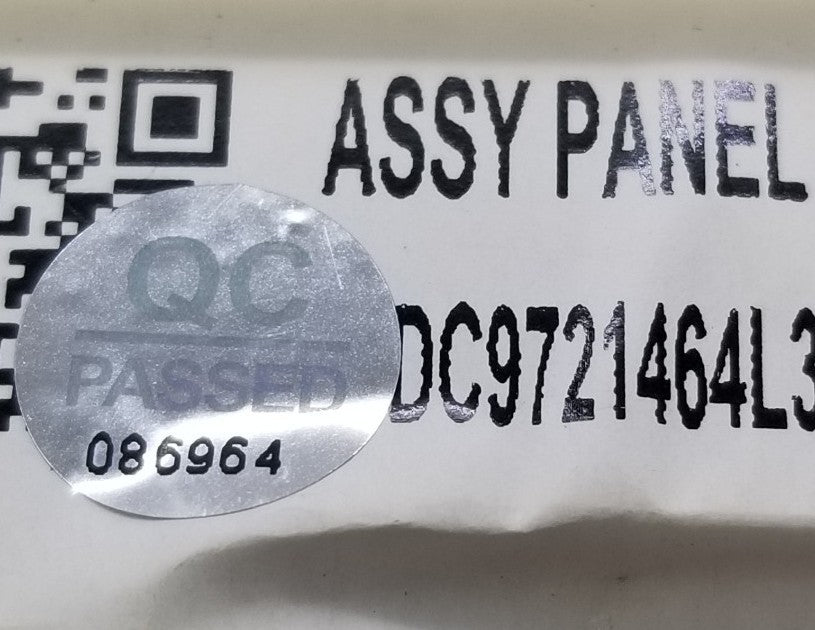 ASSY PANEL
DC9721464L3
QC
PASSED
086964